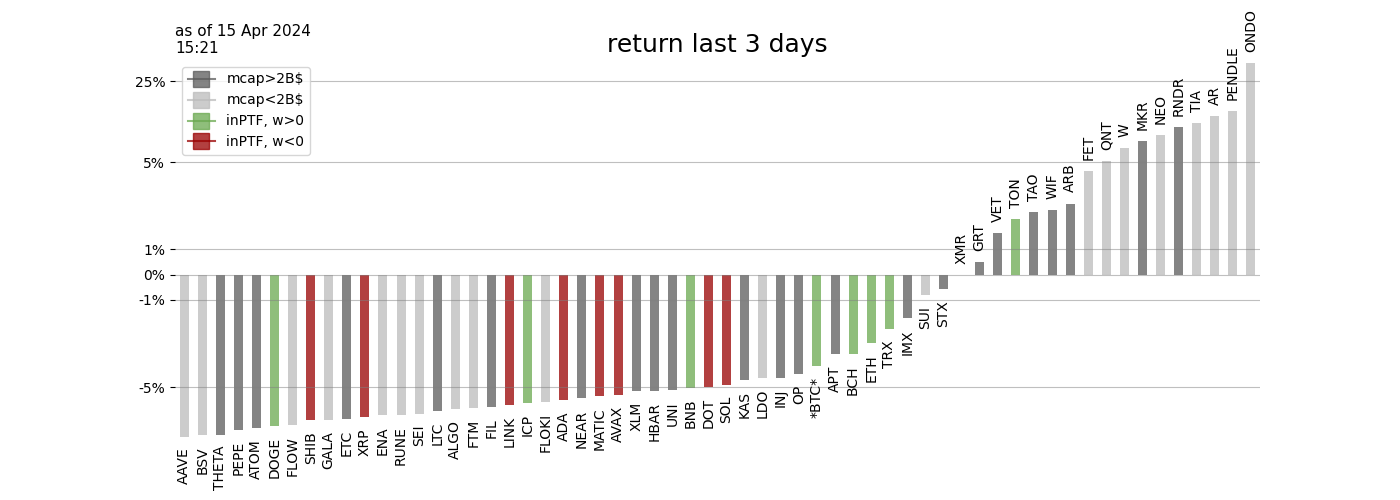 as of 15 Apr 2024
15:21
return last 3 days
mcap>2B$
mcap<2B$
inPTF, w>0
inPTF, w<0
25%
5%
1%
0%
-1%
-5%
AAVE
BSV
THETA
PEPE
ATOM
DOGE
FLOW
SHIB
GALA
ETC
XRP
ENA
RUNE
SEI
LTC
ALGO
FTM
FIL
LINK
ICP
FLOKI
ADA
NEAR
MATIC
AVAX
XLM
HBAR
UNI
BNB
DOT
SOL
KAS
LDO
INJ
OP
*BTC*
APT
BCH
ETH
TRX
IMX
SUI
STX
XMR
GRT
VET
TON
TAO
WIF
ARB
FET
QNT
W
MKR
NEO
RNDR
TIA
AR
PENDLE
ONDO